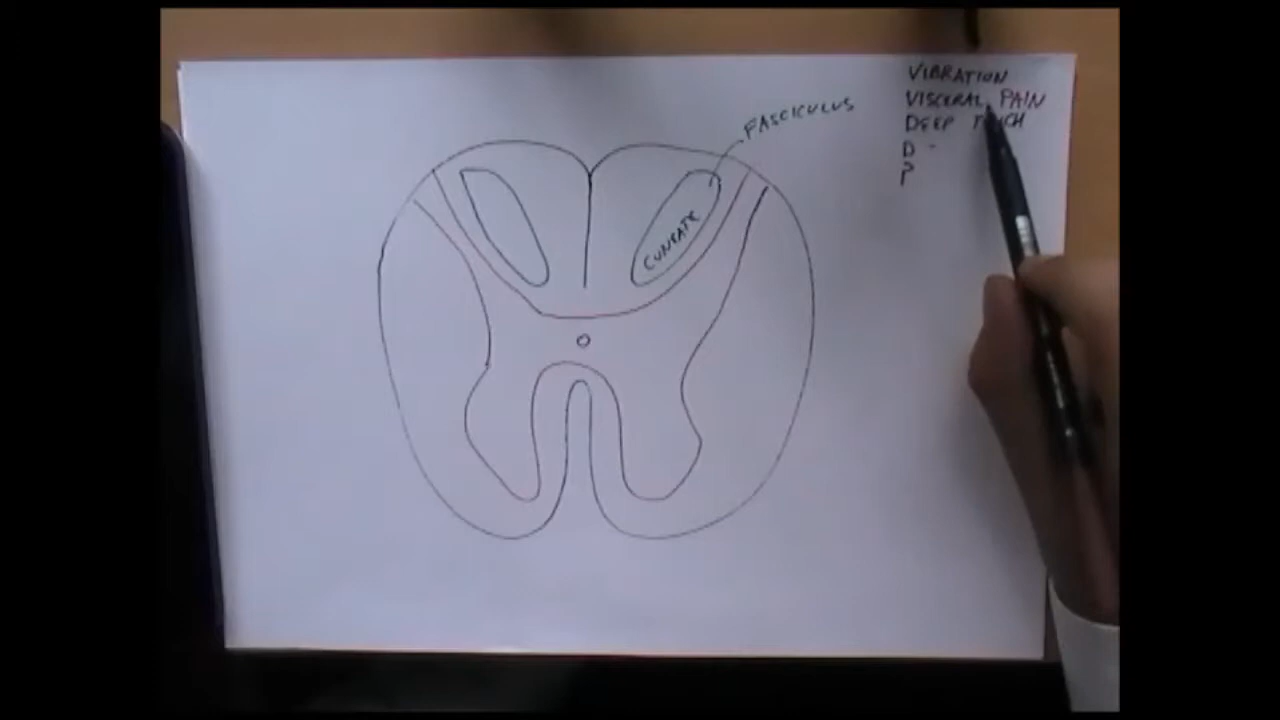 VIBRATION
VISCERAL PAIN
DEEP TOUCH
D
P
FASCICULUS
CUNEATE